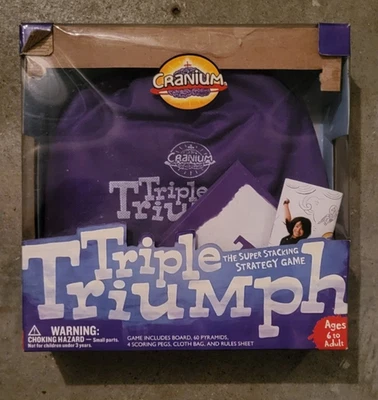 CRANIUM
CRANIUM
Triple
Triumph
Triple
THE SUPER STACKING
STRATEGY GAME
Triumph
WARNING:
CHOKING HAZARD — Small parts.
Not for children under 3 years.
GAME INCLUDES BOARD, 60 PYRAMIDS,
4 SCORING PEGS, CLOTH BAG, AND RULES SHEET
Ages
6 to
Adult